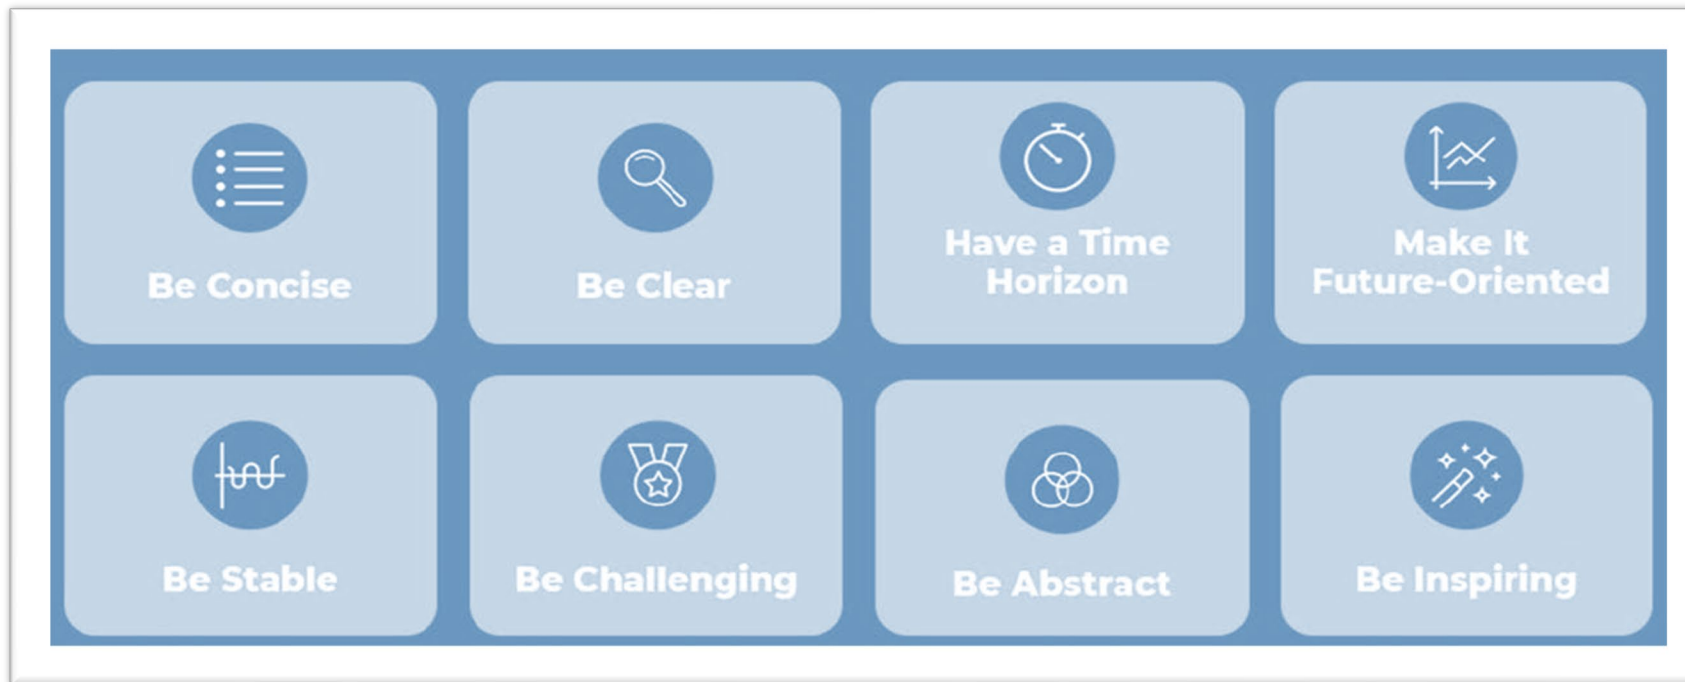 Be Concise
Be Clear
Have a Time
Horizon
Make It
Future-Oriented
Be Stable
Be Challenging
Be Abstract
Be Inspiring